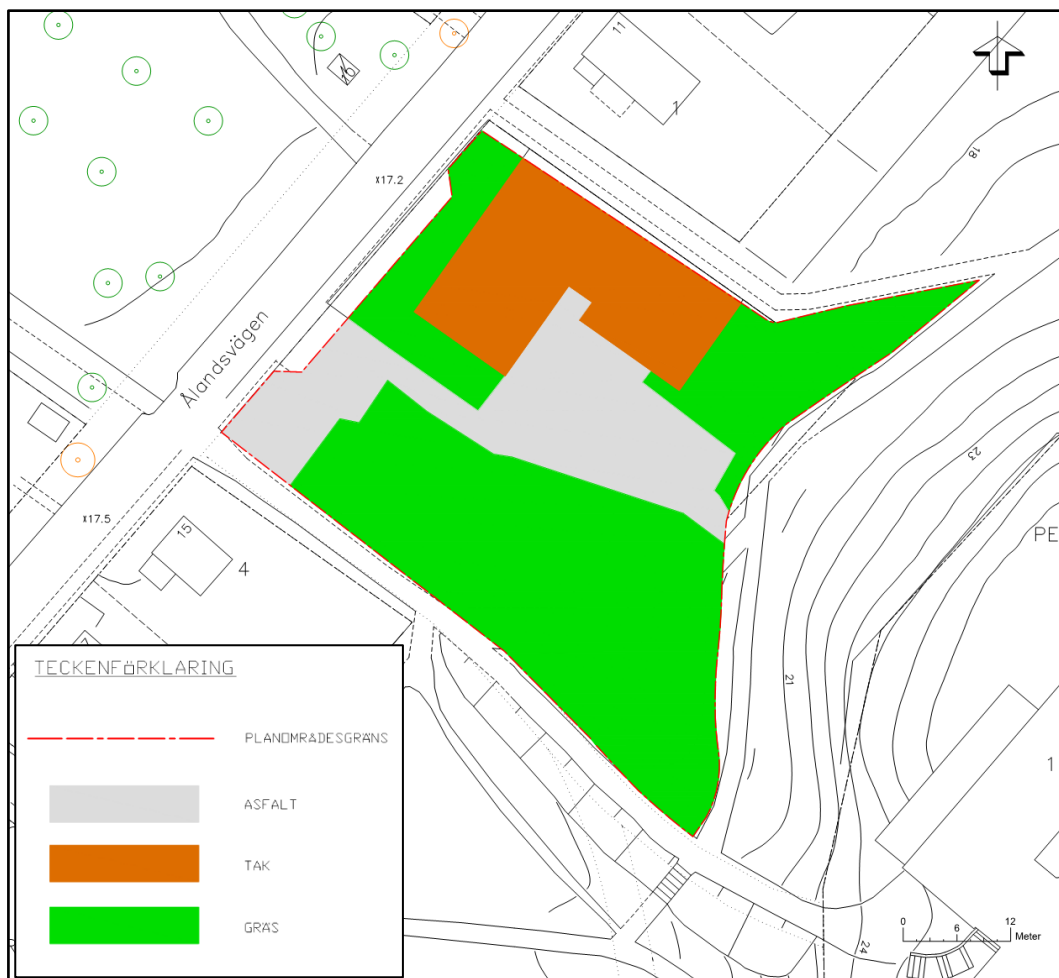 11
16
1
18
x17.2
Ålandsvägen
23
x17.5
15
4
PE
21
1
24
0 6 12
Meter
TECKENFÖRKLARING
PLANOMRÅDESGRÄNS
ASFALT
TAK
GRÄS